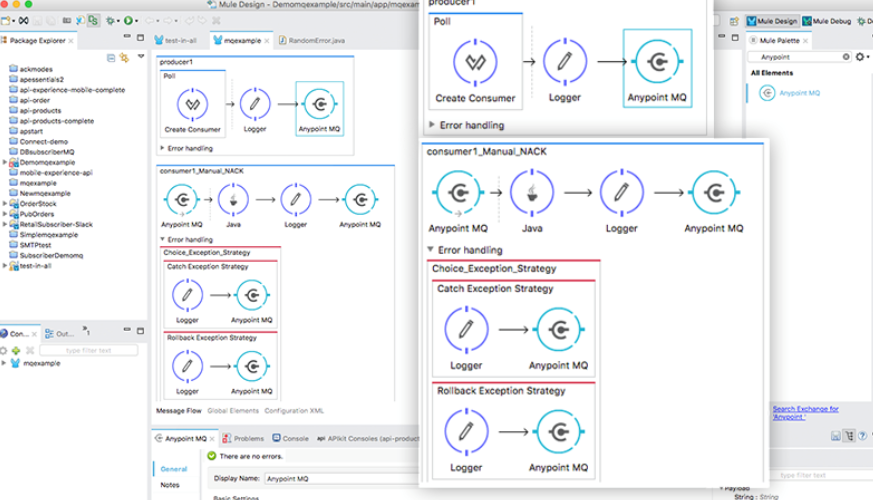 Mule Design - Demomqexample/src/main/app/mqexam
Mule Design
Mule Debug
Package Explorer
ackmodes
apessentials2
api-experience-mobile-complete
api-order
api-products
api-products-complete
apstart
Connect-demo
DBsubscriberMQ
Demomqexample
mobile-experience-api
mqexample
Newmqexample
OrderStock
PubOrders
RetailSubscriber-Slack
Simplemqexample
SMTPtest
SubscriberDemomq
test-in-all
Con...
Out...
1
type filter text
mqexample
test-in-all
mqexample
RandomError.java
producer1
Poll
Create Consumer
Logger
Anypoint MQ
Error handling
consumer1_Manual_NACK
Anypoint MQ
Java
Logger
Anypoint MQ
Error handling
Choice_Exception_Strategy
Catch Exception Strategy
Logger
Anypoint MQ
Rollback Exception Strategy
Logger
Anypoint MQ
Message Flow
Global Elements
Configuration XML
Anypoint MQ
Problems
Console
APIkit Consoles (api-product
General
Notes
There are no errors.
Display Name:
Anypoint MQ
Basic Settings
producer1
Poll
Create Consumer
Logger
Anypoint MQ
Error handling
consumer1_Manual_NACK
Anypoint MQ
Java
Logger
Anypoint MQ
Error handling
Choice_Exception_Strategy
Catch Exception Strategy
Logger
Anypoint MQ
Rollback Exception Strategy
Logger
Anypoint MQ
Mule Palette
Anypoint
All Elements
Anypoint MQ
Search Exchange for
'Anypoint '
type filter text
Payload
String : String